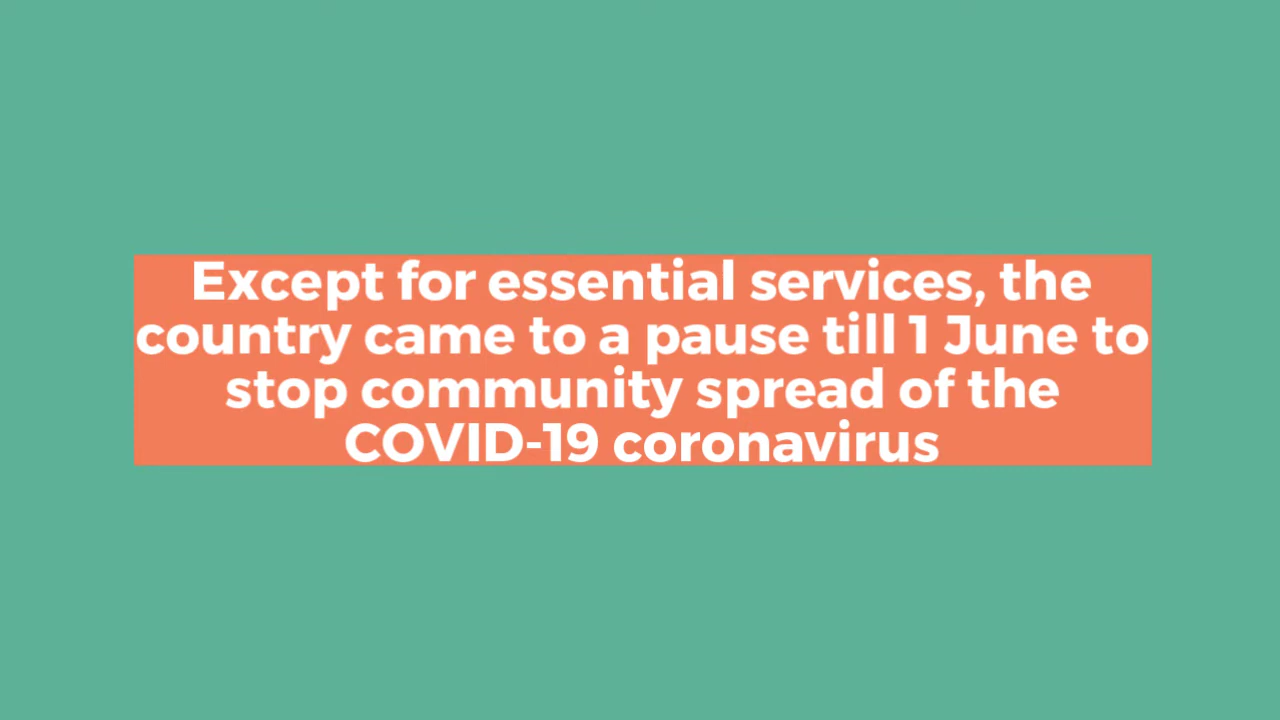 Except for essential services, the
country came to a pause till 1 June to
stop community spread of the
COVID-19 coronavirus